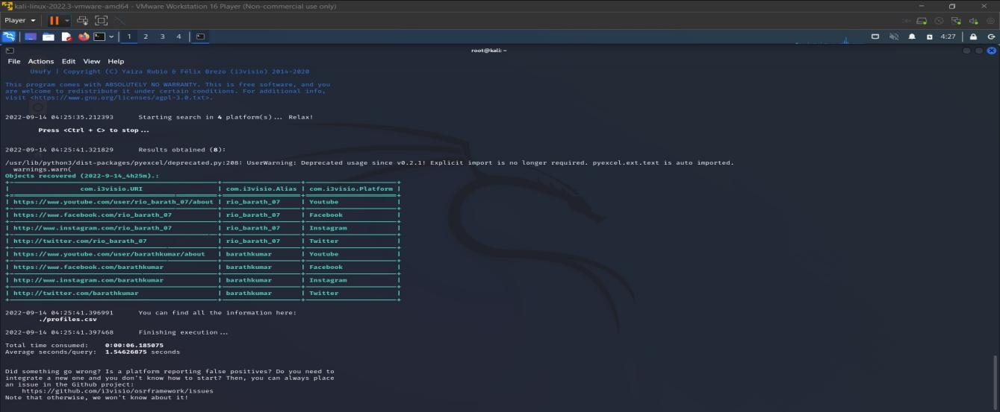 kali-linux-2022.3-vmware-amd64 - VMware Workstation 16 Player (Non-commercial use only)
Player
1 2 3 4 4:27
root@kali: ~
File Actions Edit View Help
Usufy | Copyright (C) Yaiza Rubio & Félix Brezo (i3visio) 2014-2020
This program comes with ABSOLUTELY NO WARRANTY. This is free software, and you
are welcome to redistribute it under certain conditions. For additional info,
visit <https://www.gnu.org/licenses/agpl-3.0.txt>.
2022-09-14 04:25:35.212393 Starting search in 4 platform(s)... Relax!
Press <Ctrl + C> to stop...
2022-09-14 04:25:41.321829 Results obtained (8):
/usr/lib/python3/dist-packages/pyexcel/deprecated.py:208: UserWarning: Deprecated usage since v0.2.1! Explicit import is no longer required. pyexcel.ext.text is auto imported.
warnings.warn(
Objects recovered (2022-9-14_4h25m).:
| com.i3visio.URI | com.i3visio.Alias | com.i3visio.Platform |
| https://www.youtube.com/user/rio_barath_07/about | rio_barath_07 | Youtube |
| https://www.facebook.com/rio_barath_07 | rio_barath_07 | Facebook |
| http://www.instagram.com/rio_barath_07 | rio_barath_07 | Instagram |
| http://twitter.com/rio_barath_07 | rio_barath_07 | Twitter |
| https://www.youtube.com/user/barathkumar/about | barathkumar | Youtube |
| https://www.facebook.com/barathkumar | barathkumar | Facebook |
| http://www.instagram.com/barathkumar | barathkumar | Instagram |
| http://twitter.com/barathkumar | barathkumar | Twitter |
2022-09-14 04:25:41.396991 You can find all the information here:
./profiles.csv
2022-09-14 04:25:41.397468 Finishing execution...
Total time consumed: 0:00:06.185075
Average seconds/query: 1.54626875 seconds
Did something go wrong? Is a platform reporting false positives? Do you need to
integrate a new one and you don't know how to start? Then, you can always place
an issue in the Github project:
https://github.com/i3visio/osrframework/issues
Note that otherwise, we won't know about it!